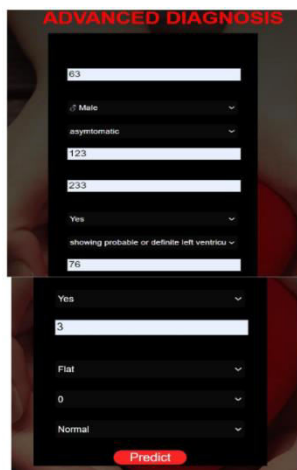 ADVANCED DIAGNOSIS
63
♂ Male
asymtomatic
123
233
Yes
showing probable or definite left ventricu
76
Yes
3
Flat
0
Normal
Predict